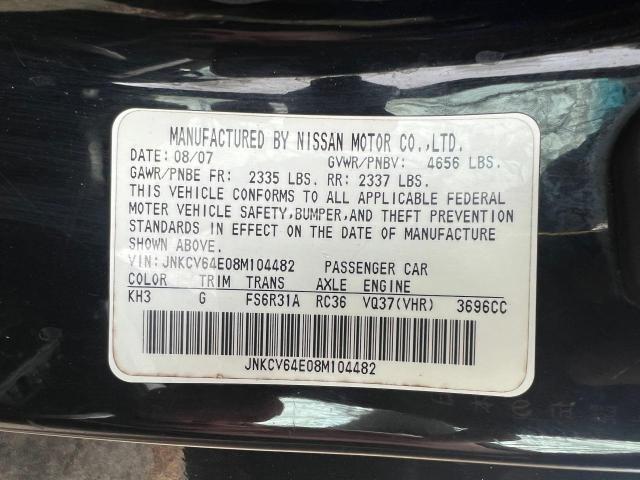 MANUFACTURED BY NISSAN MOTOR CO.,LTD.
DATE: 08/07 GVWR/PNBV: 4656 LBS.
GAWR/PNBE FR: 2335 LBS. RR: 2337 LBS.
THIS VEHICLE CONFORMS TO ALL APPLICABLE FEDERAL
MOTER VEHICLE SAFETY,BUMPER,AND THEFT PREVENTION
STANDARDS IN EFFECT ON THE DATE OF MANUFACTURE
SHOWN ABOVE.
VIN:JNKCV64E08M104482 PASSENGER CAR
COLOR TRIM TRANS AXLE ENGINE
KH3 G FS6R31A RC36 VQ37(VHR) 3696CC
JNKCV64E08M104482